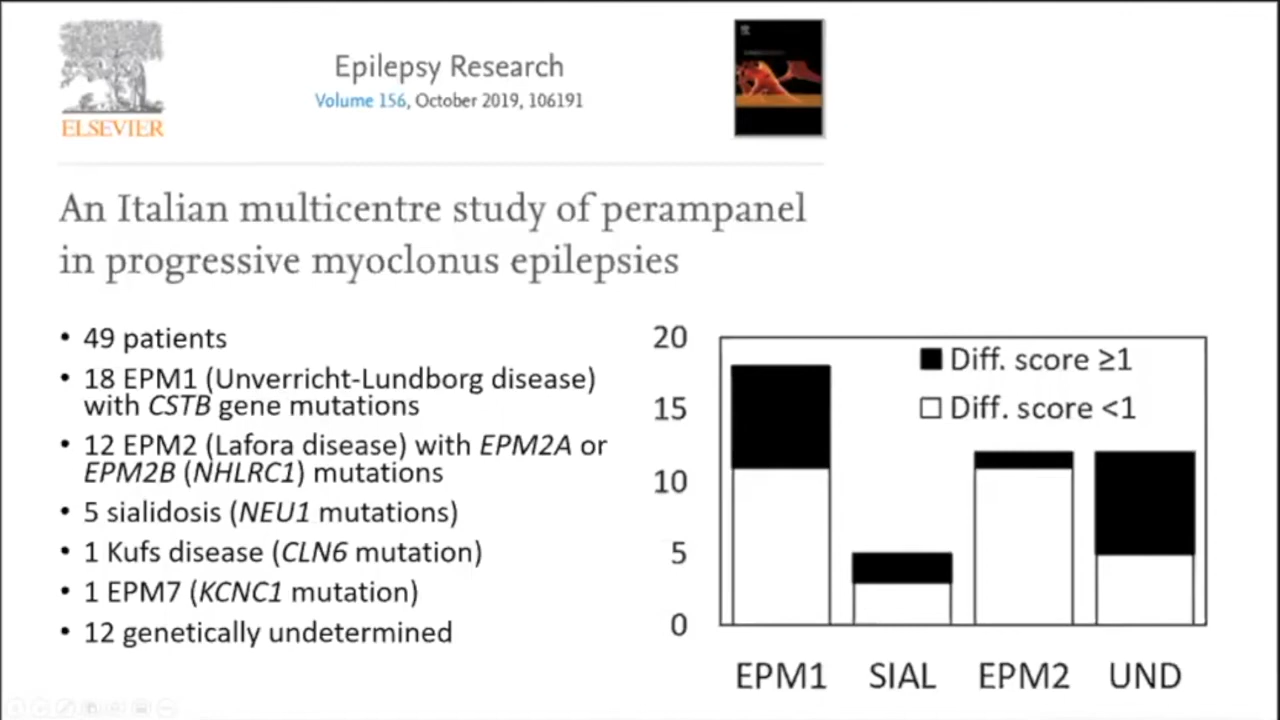 ELSEVIER
Epilepsy Research
Volume 156, October 2019, 106191
An Italian multicentre study of perampanel
in progressive myoclonus epilepsies
• 49 patients
• 18 EPM1 (Unverricht-Lundborg disease)
with CSTB gene mutations
• 12 EPM2 (Lafora disease) with EPM2A or
EPM2B (NHLRC1) mutations
• 5 sialidosis (NEU1 mutations)
• 1 Kufs disease (CLN6 mutation)
• 1 EPM7 (KCNC1 mutation)
• 12 genetically undetermined
20
15
10
5
0
Diff. score ≥1
Diff. score <1
EPM1 SIAL EPM2 UND